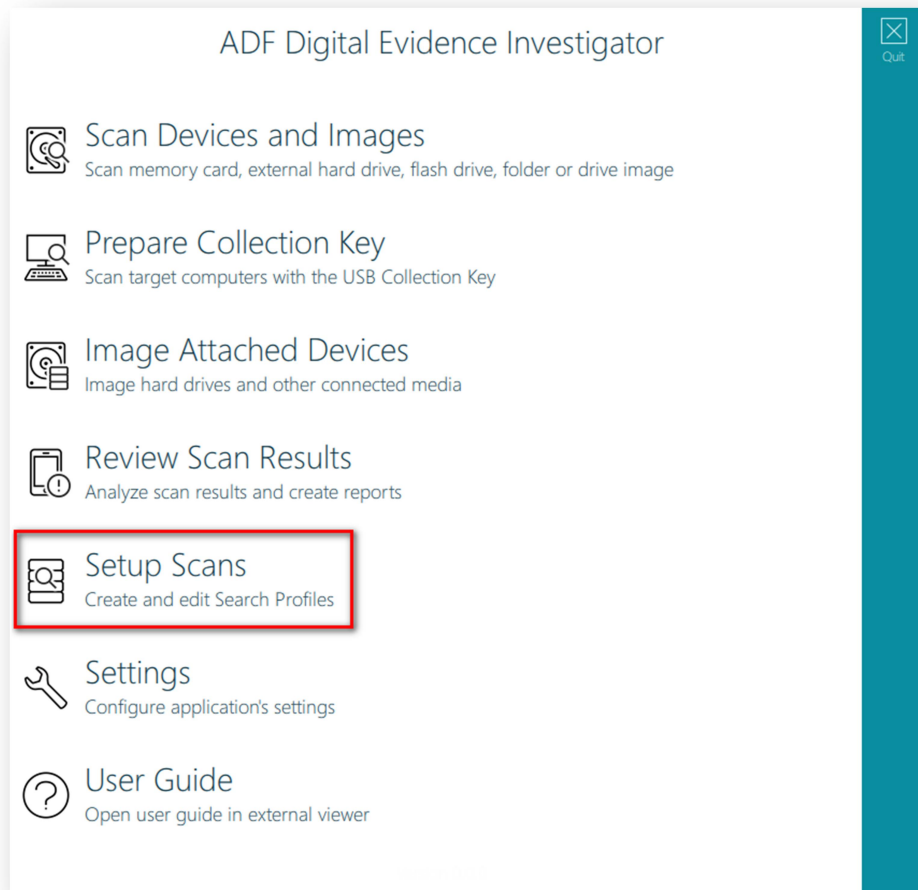 ADF Digital Evidence Investigator
Quit
Scan Devices and Images
Scan memory card, external hard drive, flash drive, folder or drive image
Prepare Collection Key
Scan target computers with the USB Collection Key
Image Attached Devices
Image hard drives and other connected media
Review Scan Results
Analyze scan results and create reports
Setup Scans
Create and edit Search Profiles
Settings
Configure application's settings
User Guide
Open user guide in external viewer